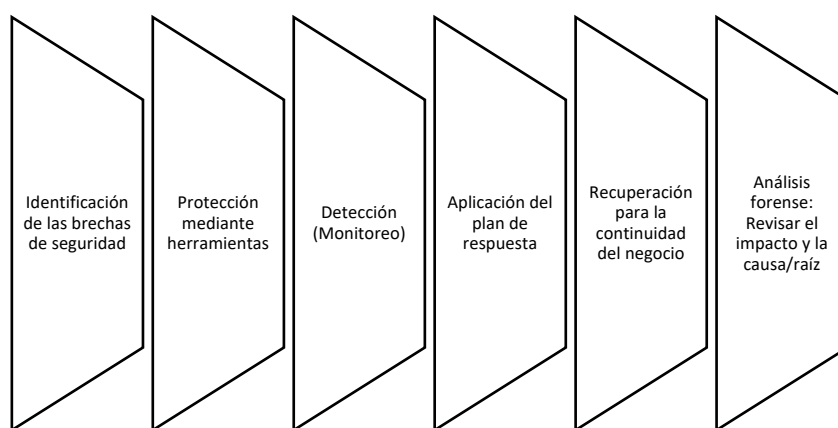 Identificación
de las brechas
de seguridad
Protección
mediante
herramientas
Detección
(Monitoreo)
Aplicación del
plan de
respuesta
Recuperación
para la
continuidad
del negocio
Análisis
forense:
Revisar el
impacto y la
causa/raíz